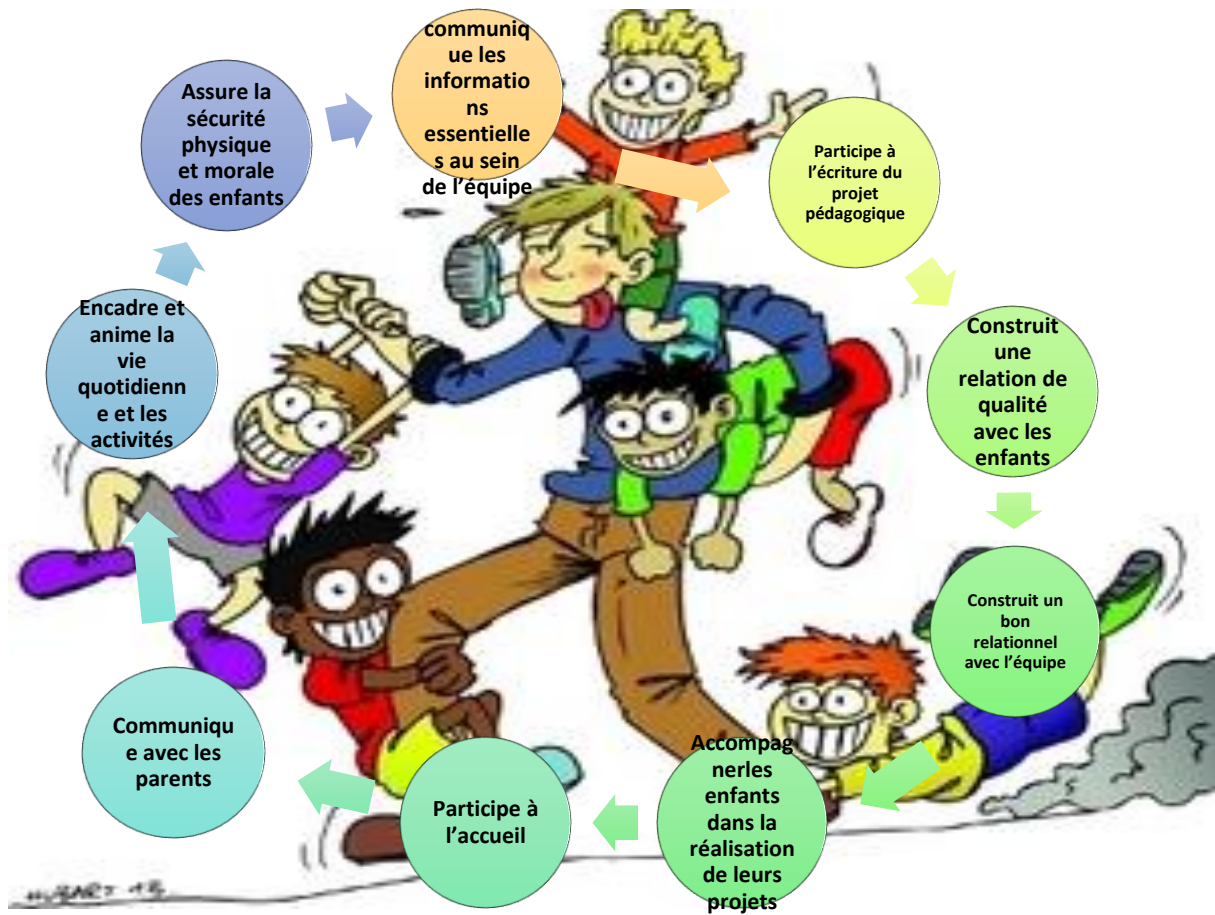 communiq
ue les
informatio
ns
essentielle
s au sein
de l’équipe
Participe à
l’écriture du
projet
pédagogique
Construit
une
relation de
qualité
avec les
enfants
Construit un
bon
relationnel
avec l’équipe
Accompag
nerles
enfants
dans la
réalisation
de leurs
projets
Participe à
l’accueil
Communiqu
e avec les
parents
Encadre et
anime la
vie
quotidienn
e et les
activités
Assure la
sécurité
physique
et morale
des enfants